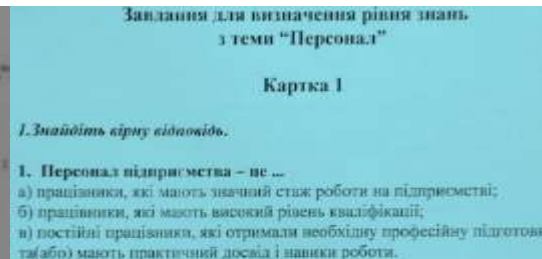 Завдання для визначення рівня знань
з теми “Персонал”
Картка 1
1.Знайдіть вірну відповідь.
1. Персонал підприємства – це ...
а) працівники, які мають значний стаж роботи на підприємстві;
б) працівники, які мають високий рівень кваліфікації;
в) постійні працівники, які отримали необхідну професійну підготовк
та(або) мають практичний досвід і навики роботи.